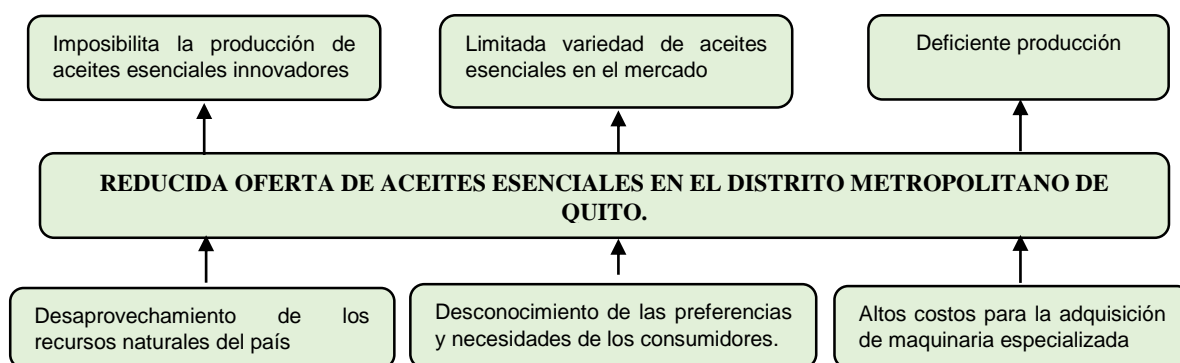 Imposibilita la producción de
aceites esenciales innovadores
Limitada variedad de aceites
esenciales en el mercado
Deficiente producción
REDUCIDA OFERTA DE ACEITES ESENCIALES EN EL DISTRITO METROPOLITANO DE
QUITO.
Desaprovechamiento de los
recursos naturales del país
Desconocimiento de las preferencias
y necesidades de los consumidores.
Altos costos para la adquisición
de maquinaria especializada